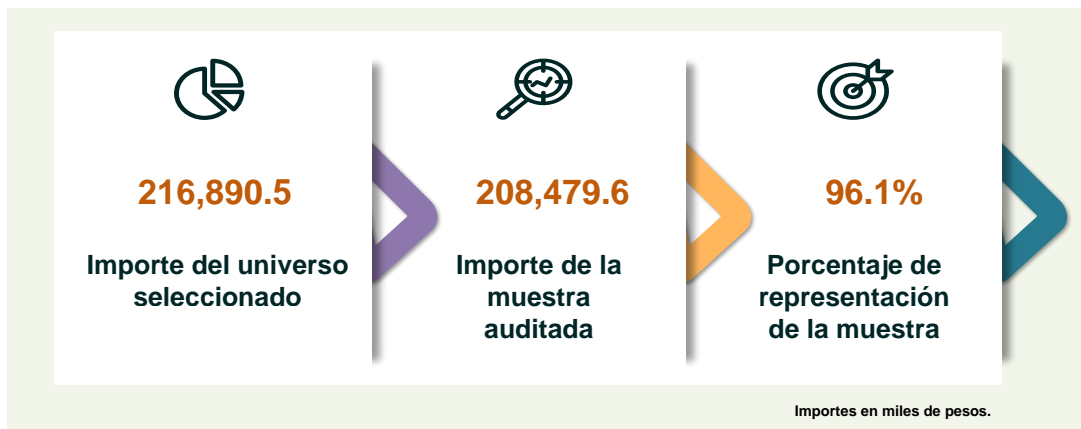 216,890.5
Importe del universo
seleccionado
208,479.6
Importe de la
muestra
auditada
96.1%
Porcentaje de
representación
de la muestra
Importes en miles de pesos.